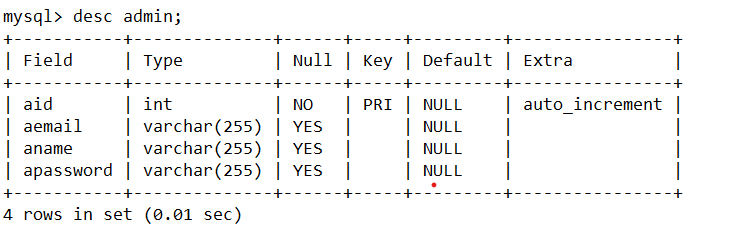 mysql> desc admin;
+-----------+--------------+------+-----+---------+----------------+
| Field     | Type         | Null | Key | Default | Extra          |
+-----------+--------------+------+-----+---------+----------------+
| aid       | int          | NO   | PRI | NULL    | auto_increment |
| aemail    | varchar(255) | YES  |     | NULL    |                |
| aname     | varchar(255) | YES  |     | NULL    |                |
| apassword | varchar(255) | YES  |     | NULL    |                |
+-----------+--------------+------+-----+---------+----------------+
4 rows in set (0.01 sec)